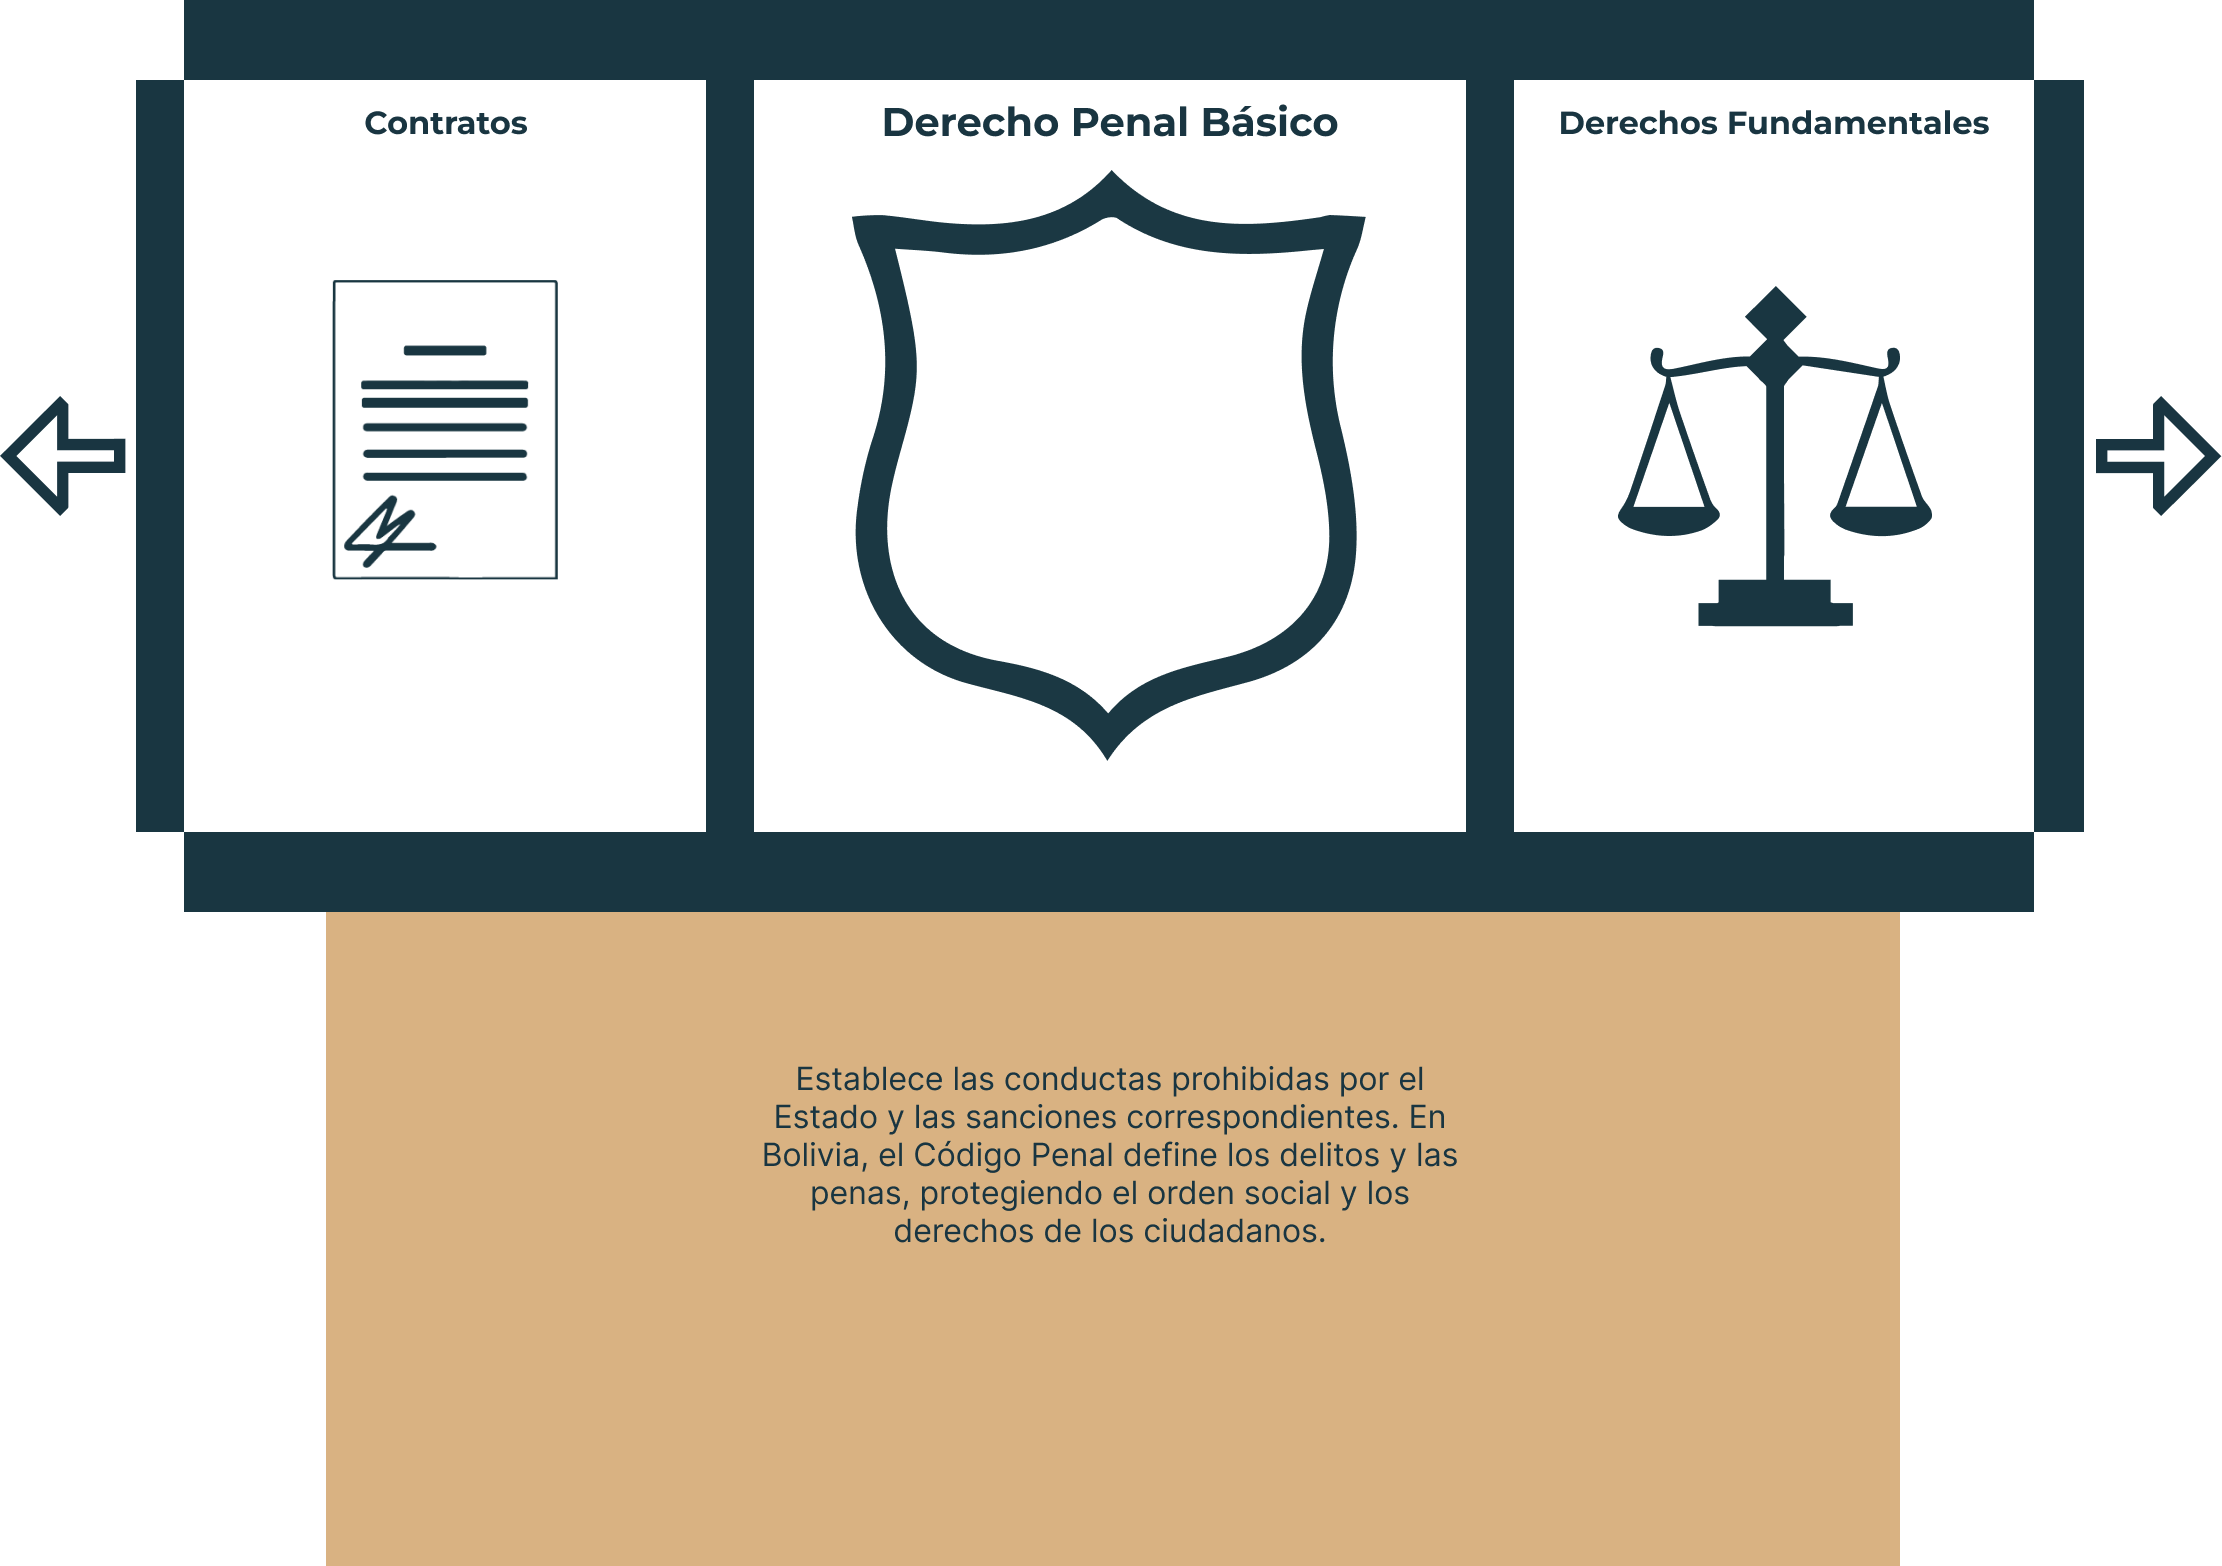 Contratos
Derecho Penal Básico
Derechos Fundamentales
Establece las conductas prohibidas por el
Estado y las sanciones correspondientes. En
Bolivia, el Código Penal define los delitos y las
penas, protegiendo el orden social y los
derechos de los ciudadanos.